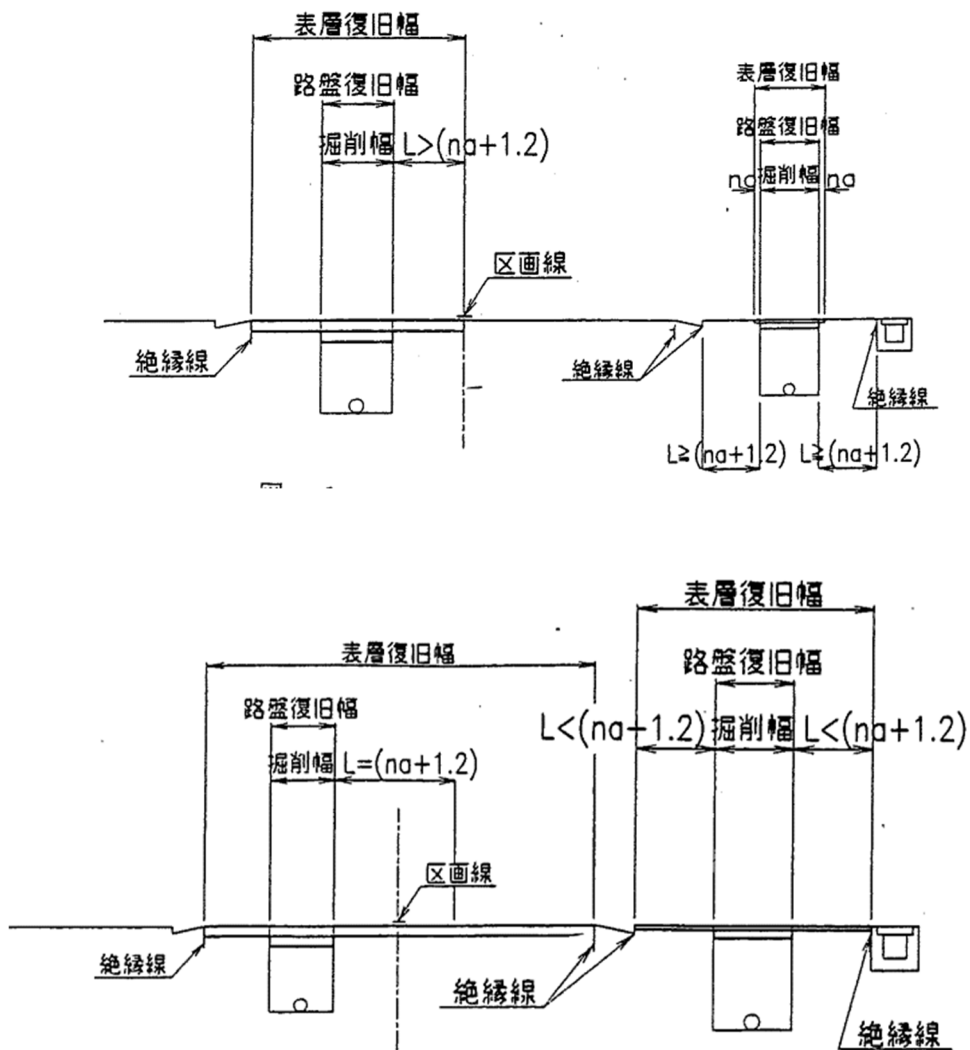 表層復旧幅
路盤復旧幅
掘削幅 L>(na+1.2)
区画線
絶縁線
表層復旧幅
路盤復旧幅
na 掘削幅 na
絶縁線
絶縁線
L≧(na+1.2) L≧(na+1.2)
表層復旧幅
路盤復旧幅
掘削幅 L=(na+1.2)
区画線
絶縁線
絶縁線
表層復旧幅
路盤復旧幅
L<(na+1.2) 掘削幅 L<(na+1.2)
絶縁線